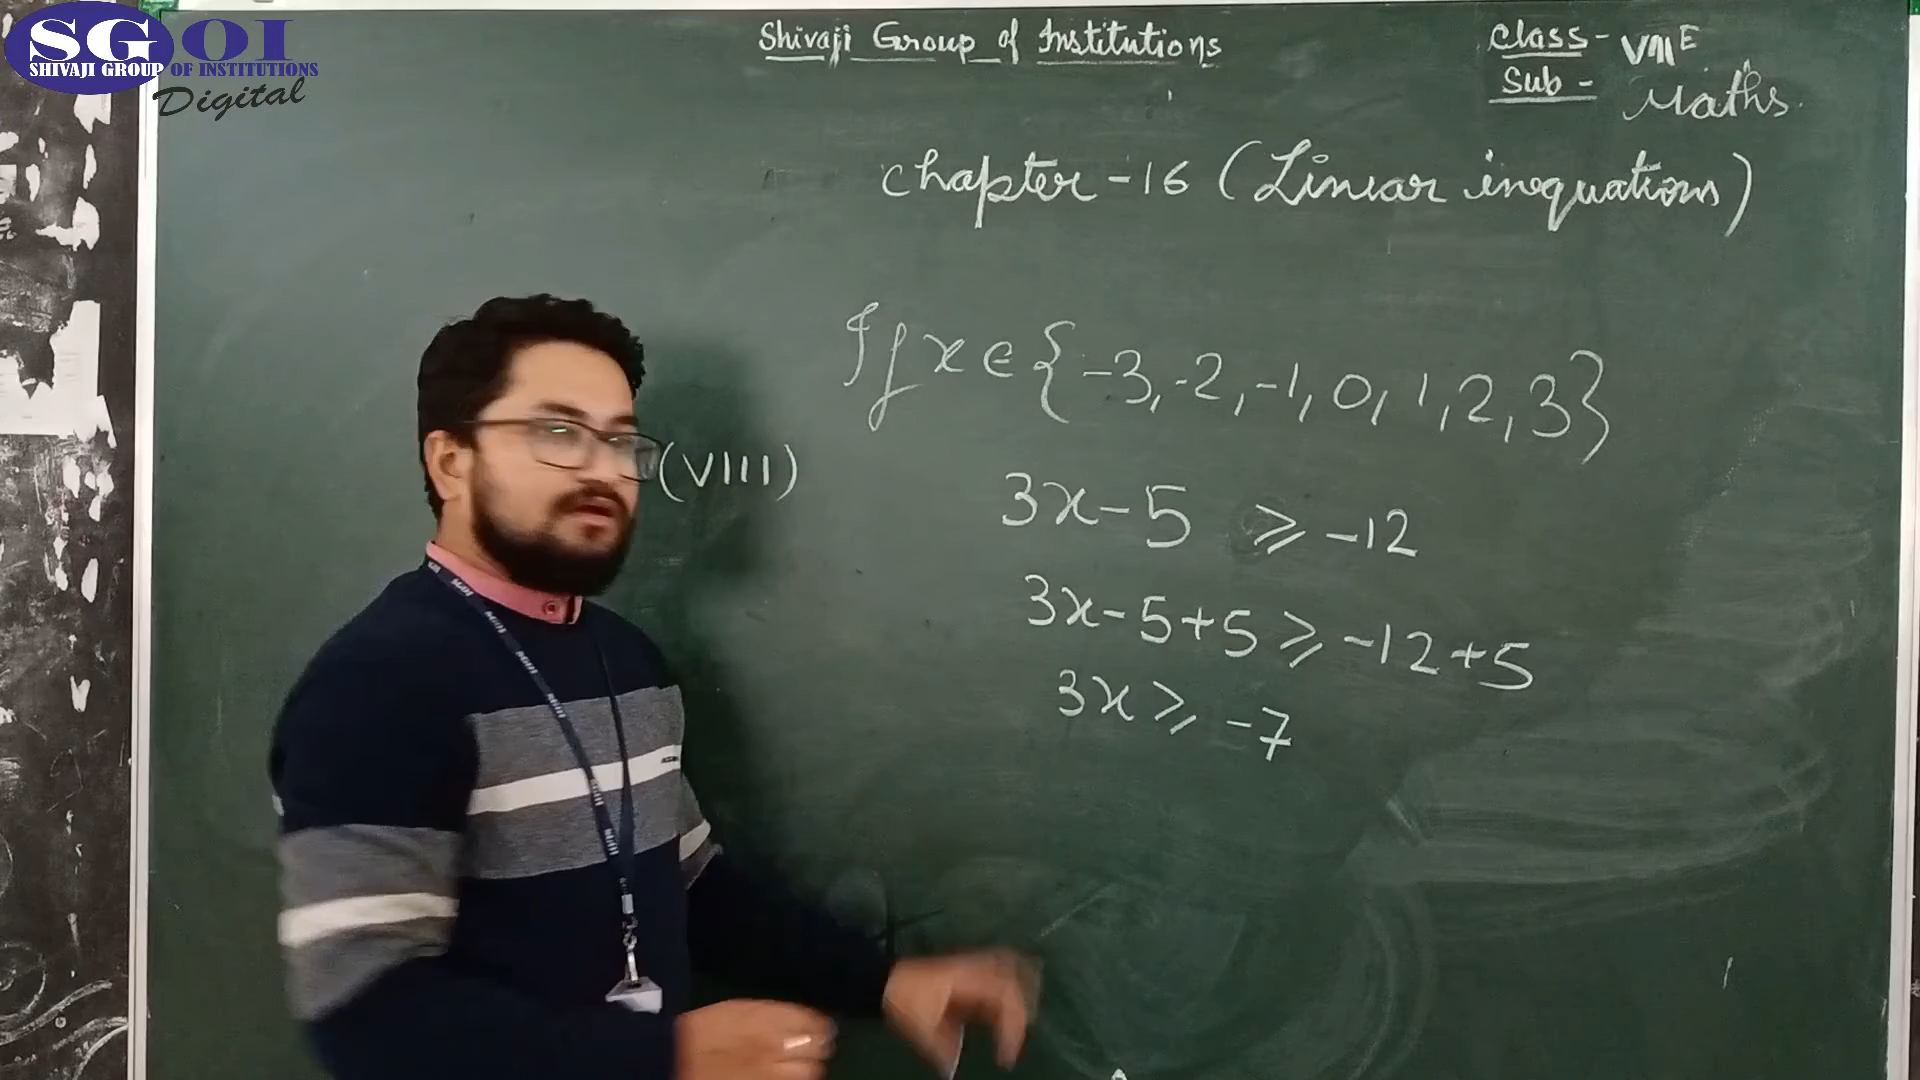 SGOI
SHIVAJI GROUP OF INSTITUTIONS
Digital
Shivaji Group of Institutions
Class - VIII E
Sub - Maths
Chapter - 16 (Linear inequations)
If x ∈ {-3, -2, -1, 0, 1, 2, 3}
(VIII)
3x - 5 ⩾ -12
3x - 5 + 5 ⩾ -12 + 5
3x ⩾ -7